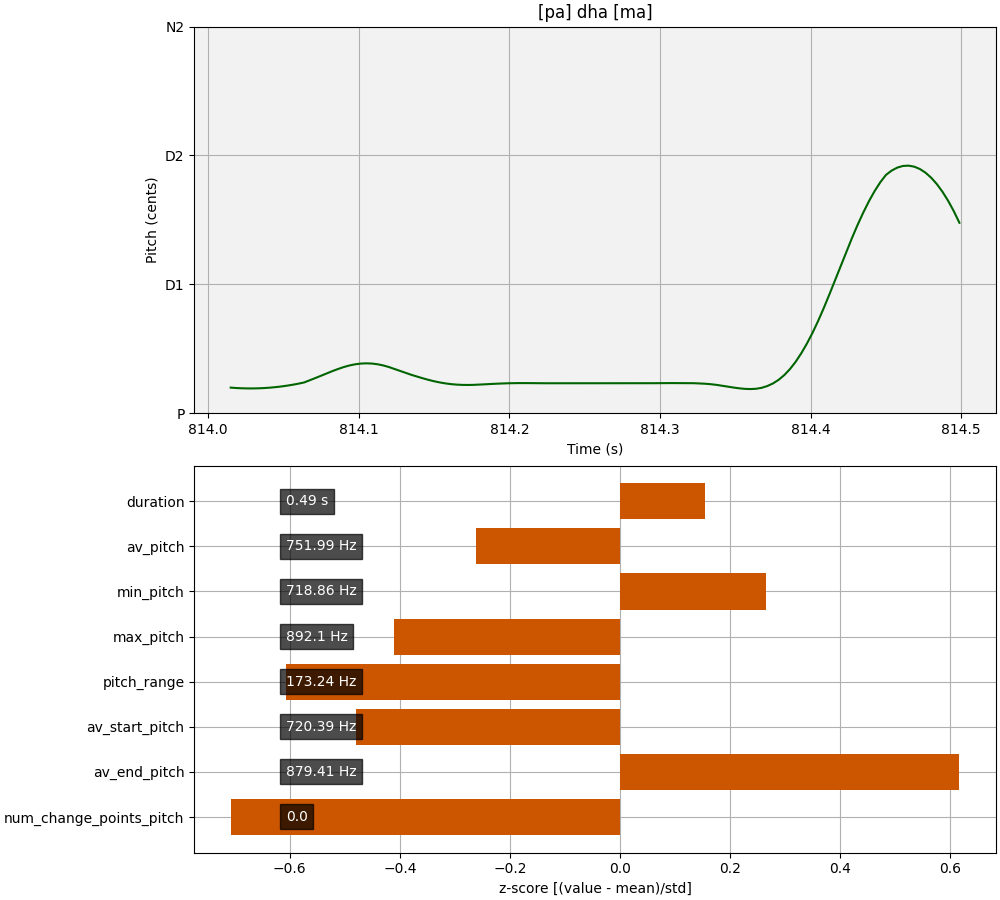 [pa] dha [ma]
N2
D2
D1
P
Pitch (cents)
814.0 814.1 814.2 814.3 814.4 814.5
Time (s)
duration 0.49 s
av_pitch 751.99 Hz
min_pitch 718.86 Hz
max_pitch 892.1 Hz
pitch_range 173.24 Hz
av_start_pitch 720.39 Hz
av_end_pitch 879.41 Hz
num_change_points_pitch 0.0
−0.6 −0.4 −0.2 0.0 0.2 0.4 0.6
z-score [(value - mean)/std]